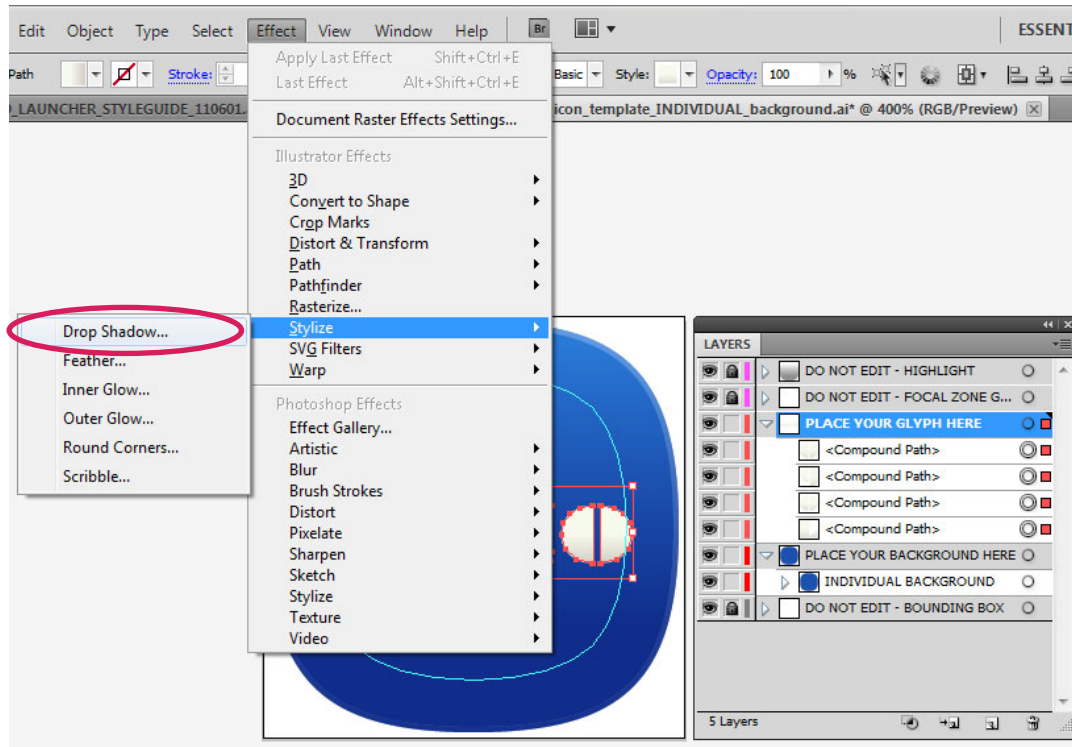 Edit Object Type Select Effect View Window Help Br ESSENT
Path Stroke: Basic Style: Opacity: 100 %
_LAUNCHER_STYLEGUIDE_110601. icon_template_INDIVIDUAL_background.ai* @ 400% (RGB/Preview)
Apply Last Effect Shift+Ctrl+E
Last Effect Alt+Shift+Ctrl+E
Document Raster Effects Settings...
Illustrator Effects
3D
Convert to Shape
Crop Marks
Distort & Transform
Path
Pathfinder
Rasterize...
Stylize
SVG Filters
Warp
Photoshop Effects
Effect Gallery...
Artistic
Blur
Brush Strokes
Distort
Pixelate
Sharpen
Sketch
Stylize
Texture
Video
Drop Shadow...
Feather...
Inner Glow...
Outer Glow...
Round Corners...
Scribble...
LAYERS
DO NOT EDIT - HIGHLIGHT
DO NOT EDIT - FOCAL ZONE G...
PLACE YOUR GLYPH HERE
<Compound Path>
<Compound Path>
<Compound Path>
<Compound Path>
PLACE YOUR BACKGROUND HERE
INDIVIDUAL BACKGROUND
DO NOT EDIT - BOUNDING BOX
5 Layers